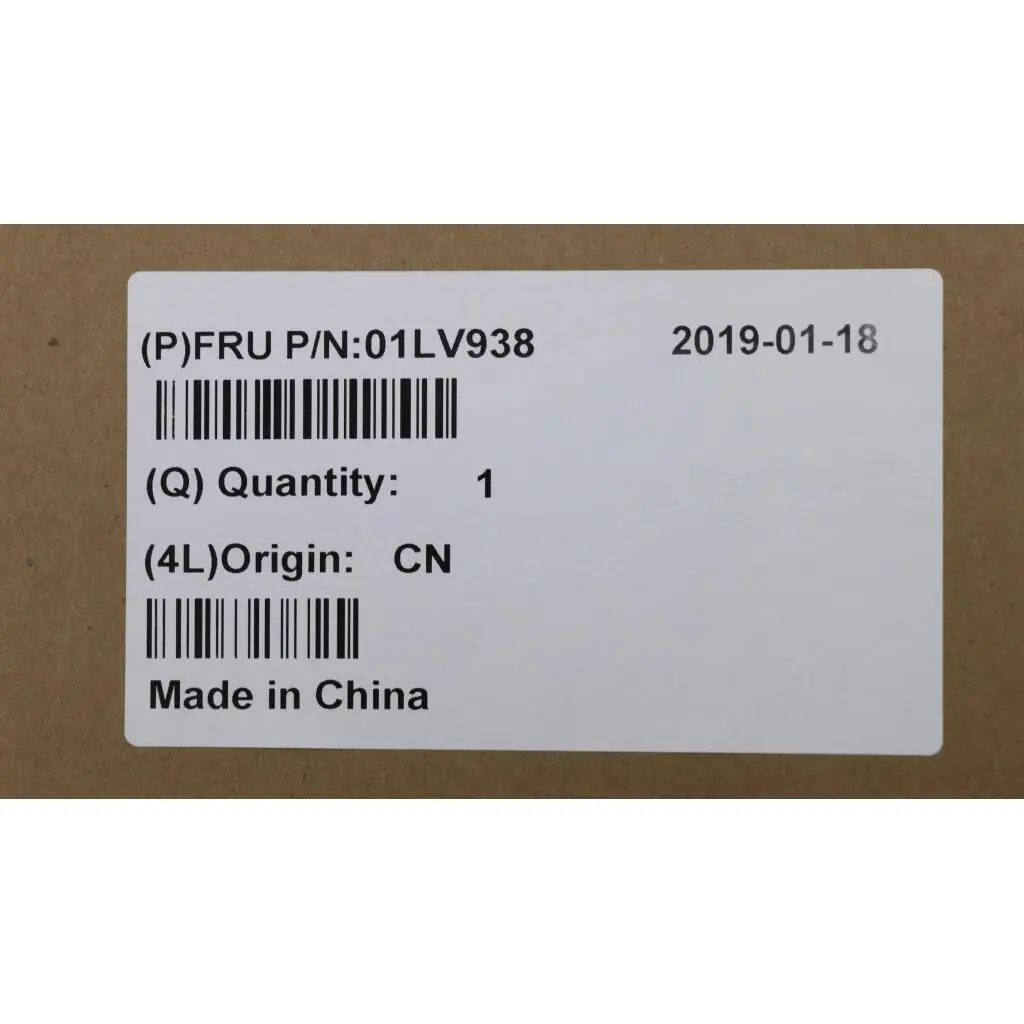 (P)FRU P/N:01LV938 2019-01-18
(Q) Quantity: 1
(4L)Origin: CN
Made in China